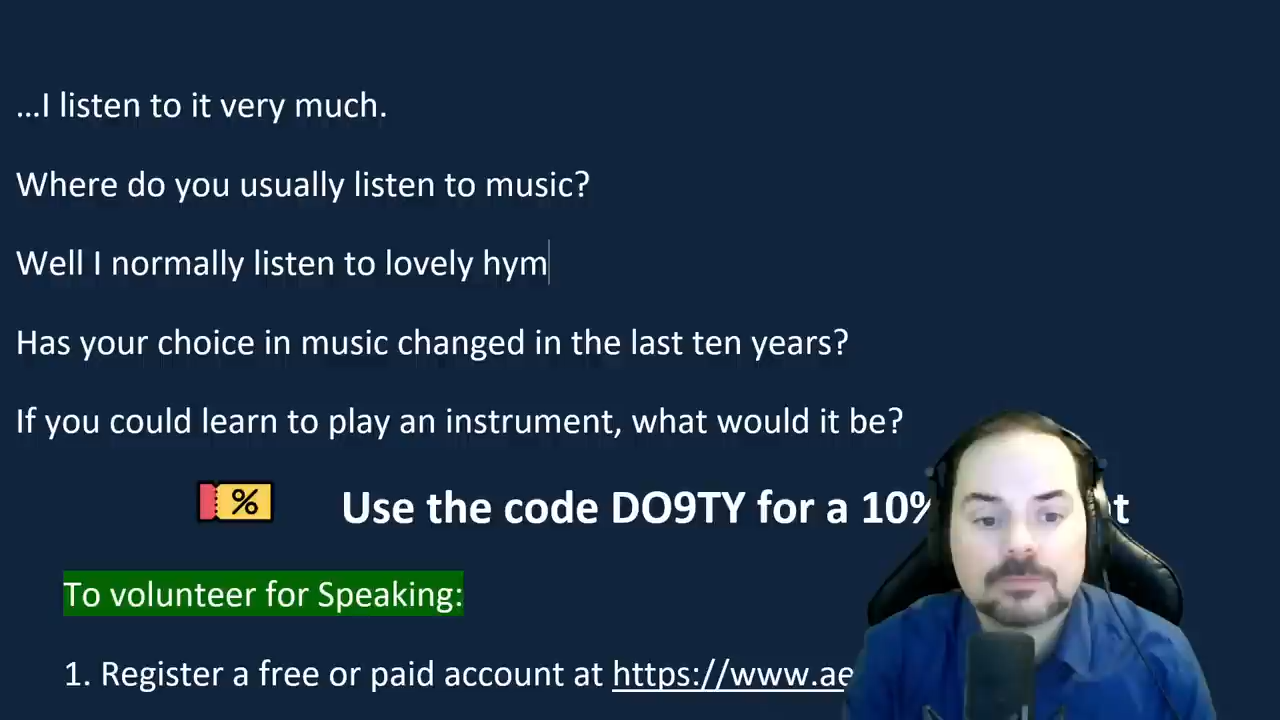 …I listen to it very much.
Where do you usually listen to music?
Well I normally listen to lovely hym
Has your choice in music changed in the last ten years?
If you could learn to play an instrument, what would it be?
% Use the code DO9TY for a 10%
To volunteer for Speaking:
1. Register a free or paid account at https://www.ae